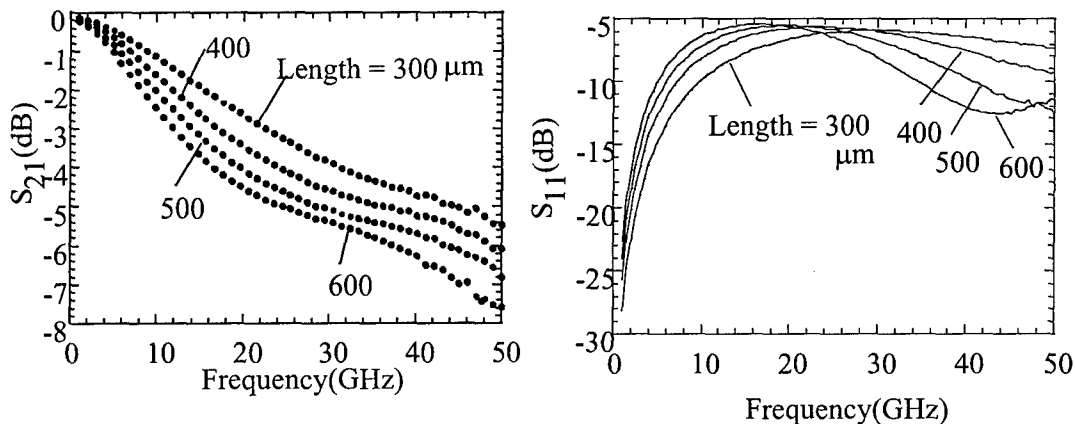 0
-1
-2
-3
-4
-5
-6
-7
-8
S21(dB)
400
Length = 300 μm
500
600
0 10 20 30 40 50
Frequency(GHz)
-5
-10
-15
-20
-25
-30
S11(dB)
Length = 300
μm
400
500
600
0 10 20 30 40 50
Frequency(GHz)